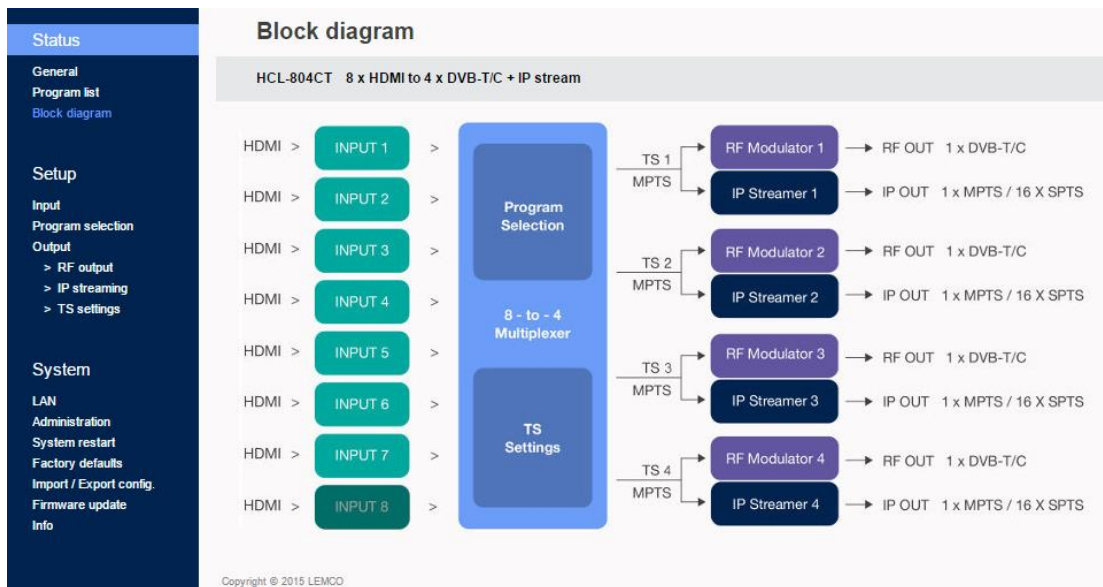 Status
General
Program list
Block diagram
Setup
Input
Program selection
Output
> RF output
> IP streaming
> TS settings
System
LAN
Administration
System restart
Factory defaults
Import / Export config.
Firmware update
Info
Block diagram
HCL-804CT 8 x HDMI to 4 x DVB-T/C + IP stream
HDMI > INPUT 1 >
HDMI > INPUT 2 >
HDMI > INPUT 3 >
HDMI > INPUT 4 >
HDMI > INPUT 5 >
HDMI > INPUT 6 >
HDMI > INPUT 7 >
HDMI > INPUT 8 >
Program
Selection
8 - to - 4
Multiplexer
TS
Settings
TS 1
MPTS
RF Modulator 1 RF OUT 1 x DVB-T/C
IP Streamer 1 IP OUT 1 x MPTS / 16 X SPTS
TS 2
MPTS
RF Modulator 2 RF OUT 1 x DVB-T/C
IP Streamer 2 IP OUT 1 x MPTS / 16 X SPTS
TS 3
MPTS
RF Modulator 3 RF OUT 1 x DVB-T/C
IP Streamer 3 IP OUT 1 x MPTS / 16 X SPTS
TS 4
MPTS
RF Modulator 4 RF OUT 1 x DVB-T/C
IP Streamer 4 IP OUT 1 x MPTS / 16 X SPTS
Copyright © 2015 LEMCO